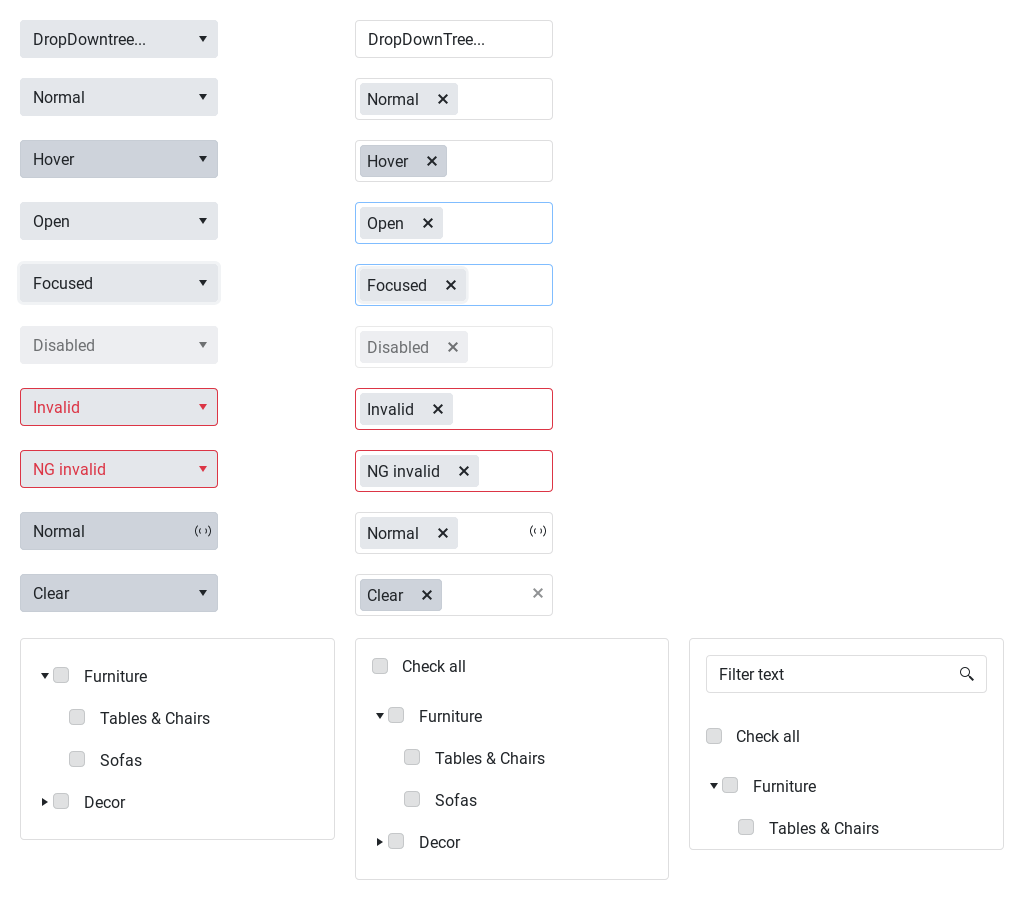 DropDowntree...
DropDownTree...
Normal
Normal
Hover
Hover
Open
Open
Focused
Focused
Disabled
Disabled
Invalid
Invalid
NG invalid
NG invalid
Normal
Normal
Clear
Clear
Furniture
Tables & Chairs
Sofas
Decor
Check all
Furniture
Tables & Chairs
Sofas
Decor
Filter text
Check all
Furniture
Tables & Chairs